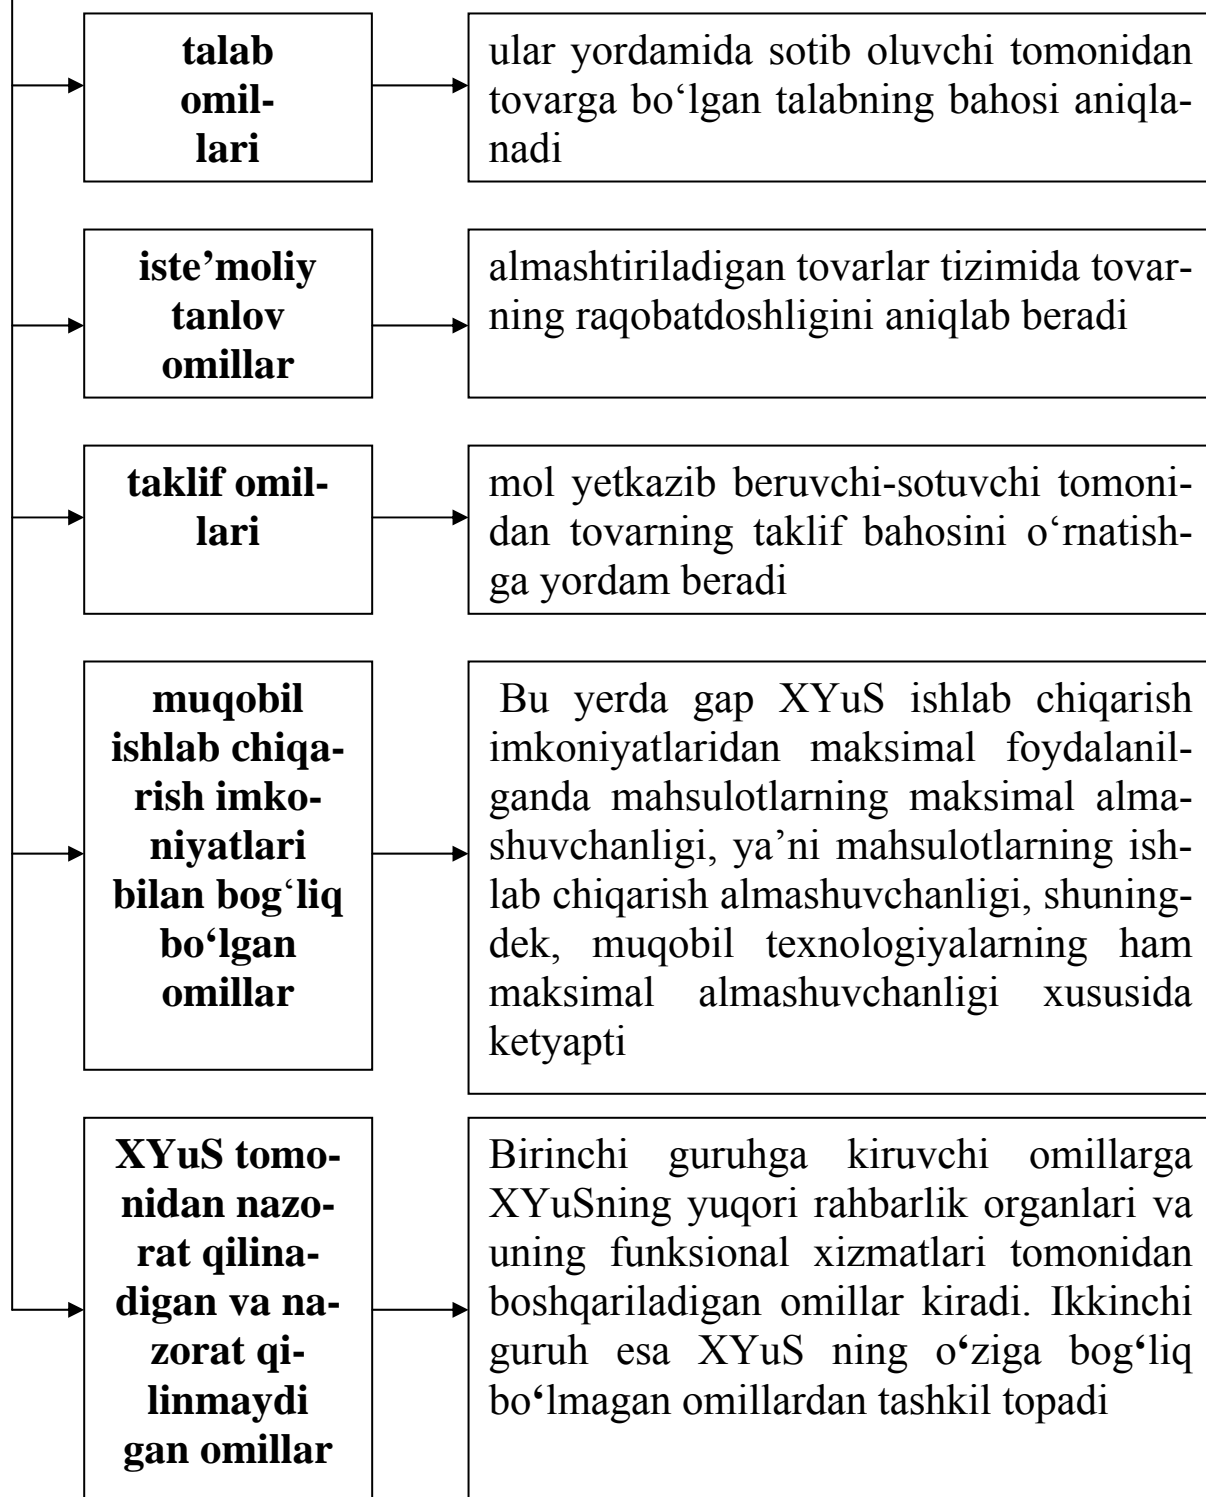 talab
omil-
lari
ular yordamida sotib oluvchi tomonidan
tovarga bo‘lgan talabning bahosi aniqla-
nadi
iste’moliy
tanlov
omillar
almashtiriladigan tovarlar tizimida tovar-
ning raqobatdoshligini aniqlab beradi
taklif omil-
lari
mol yetkazib beruvchi-sotuvchi tomoni-
dan tovarning taklif bahosini o‘rnatish-
ga yordam beradi
muqobil
ishlab chiqa-
rish imko-
niyatlari
bilan bog‘liq
bo‘lgan
omillar
Bu yerda gap XYuS ishlab chiqarish
imkoniyatlaridan maksimal foydalanil-
ganda mahsulotlarning maksimal alma-
shuvchanligi, ya’ni mahsulotlarning ish-
lab chiqarish almashuvchanligi, shuning-
dek, muqobil texnologiyalarning ham
maksimal almashuvchanligi xususida
ketyapti
XYuS tomo-
nidan nazo-
rat qilina-
digan va na-
zorat qi-
linmaydi
gan omillar
Birinchi guruhga kiruvchi omillarga
XYuSning yuqori rahbarlik organlari va
uning funksional xizmatlari tomonidan
boshqariladigan omillar kiradi. Ikkinchi
guruh esa XYuS ning o‘ziga bog‘liq
bo‘lmagan omillardan tashkil topadi